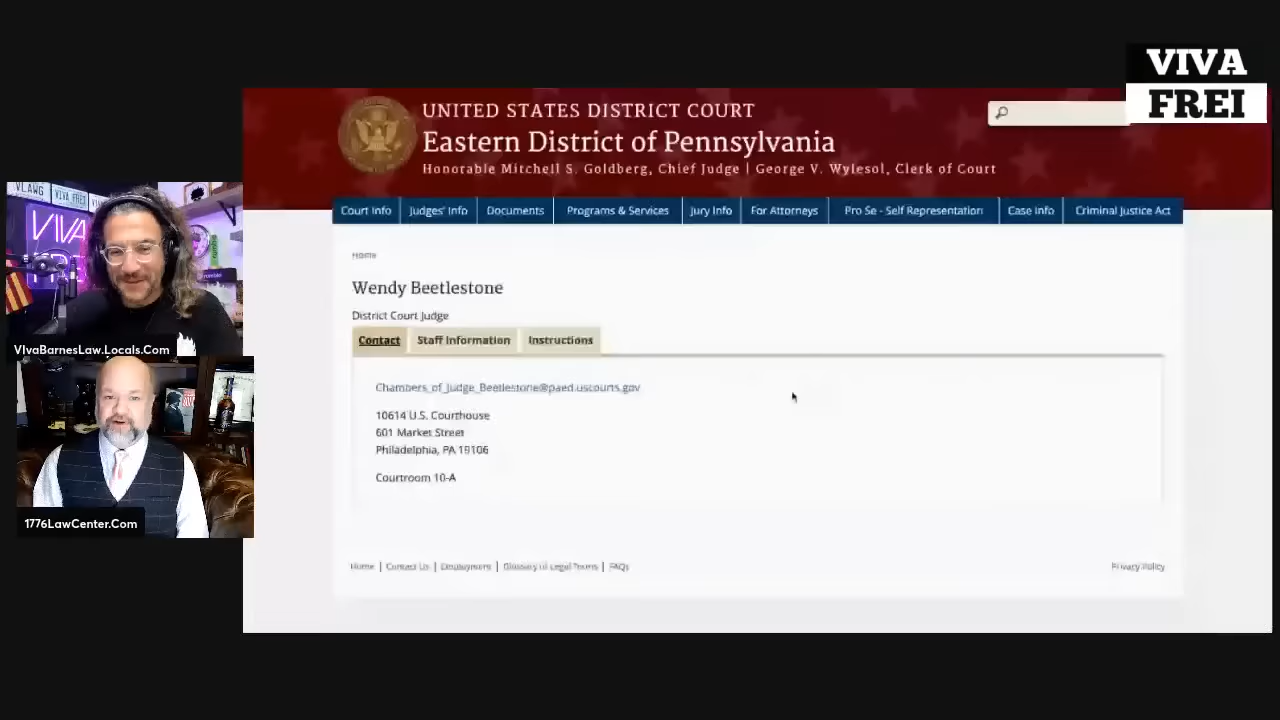 VIVA
FREI
UNITED STATES DISTRICT COURT
Eastern District of Pennsylvania
Honorable Mitchell S. Goldberg, Chief Judge | George V. Wylesol, Clerk of Court
Court Info
Judges' Info
Documents
Programs & Services
Jury Info
For Attorneys
Pro Se - Self Representation
Case Info
Criminal Justice Act
Home
Wendy Beetlestone
District Court Judge
Contact
Staff Information
Instructions
Chambers_of_Judge_Beetlestone@paed.uscourts.gov
10614 U.S. Courthouse
601 Market Street
Philadelphia, PA 19106
Courtroom 10-A
Home | Contact Us | Employment | Glossary of Legal Terms | FAQs
Privacy Policy
VLAWG
VIVA FREI
VIVA
VIvaBarnesLaw.Locals.Com
1776LawCenter.Com